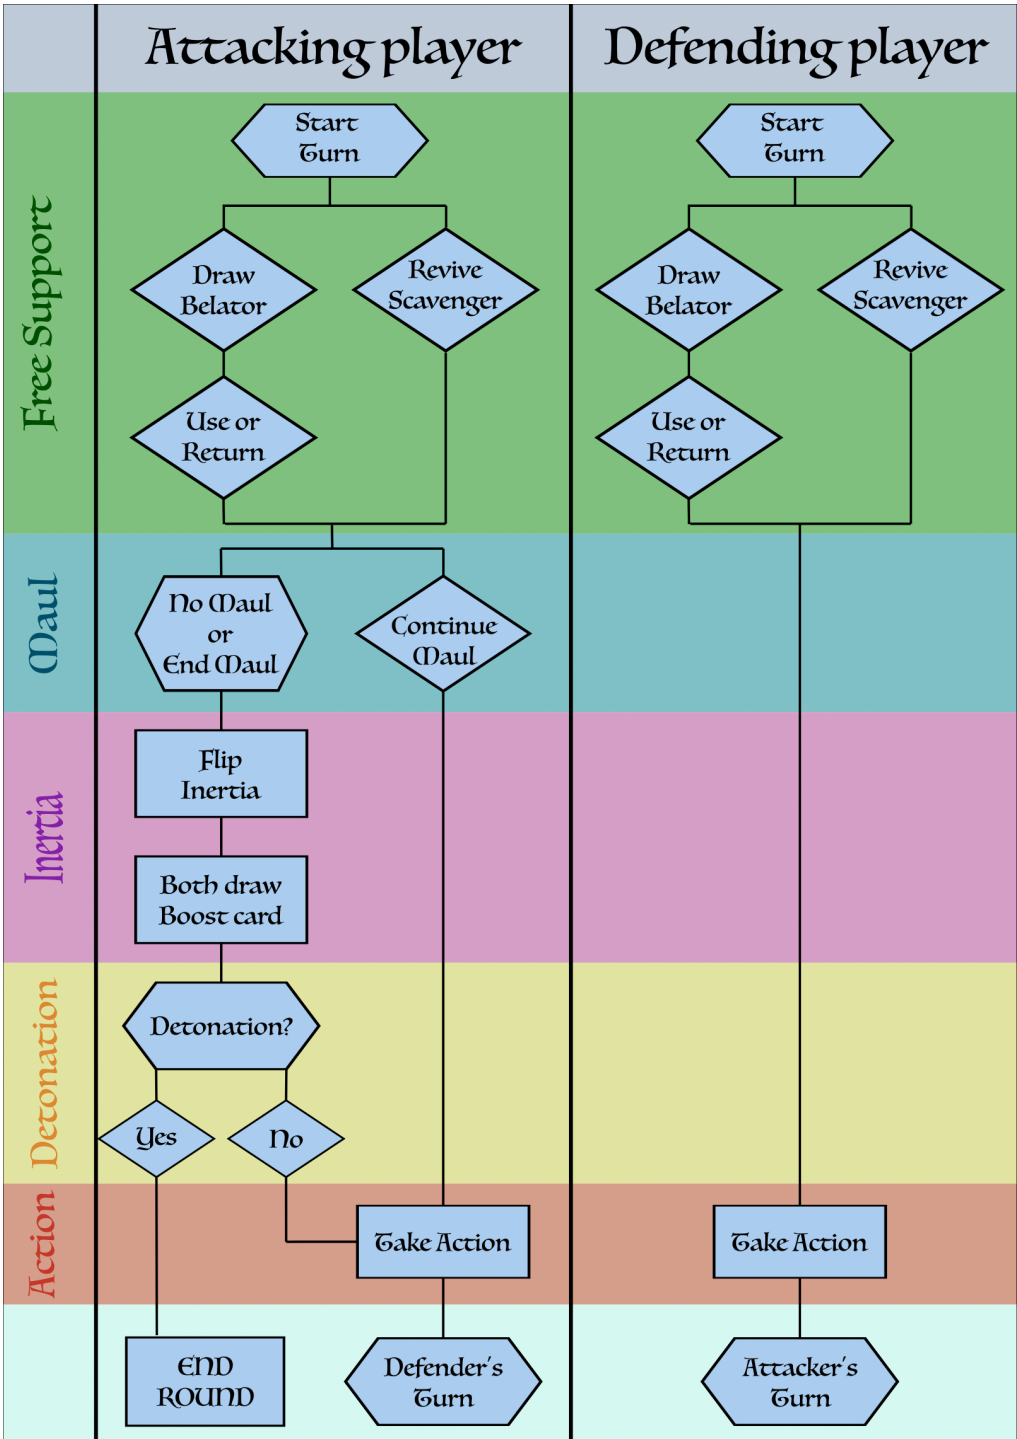 Attacking player
Defending player
Free Support
Start
Turn
Start
Turn
Draw
Belator
Revive
Scavenger
Draw
Belator
Revive
Scavenger
Use or
Return
Use or
Return
Maul
No Maul
or
End Maul
Continue
Maul
Inertia
Flip
Inertia
Both draw
Boost card
Detonation
Detonation?
Yes
No
Action
Take Action
Take Action
END
ROUND
Defender's
Turn
Attacker's
Turn